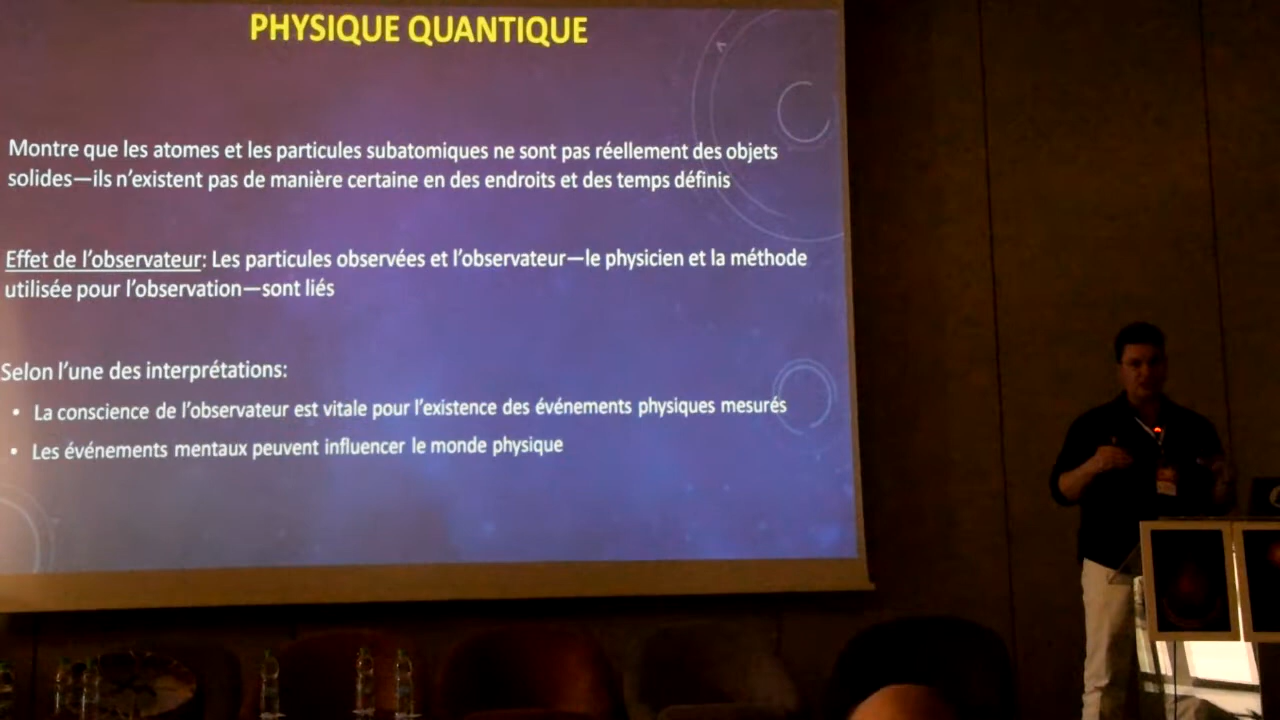 PHYSIQUE QUANTIQUE
Montre que les atomes et les particules subatomiques ne sont pas réellement des objets
solides—ils n'existent pas de manière certaine en des endroits et des temps définis
Effet de l'observateur: Les particules observées et l'observateur—le physicien et la méthode
utilisée pour l'observation—sont liés
Selon l'une des interprétations:
• La conscience de l'observateur est vitale pour l'existence des événements physiques mesurés
• Les événements mentaux peuvent influencer le monde physique